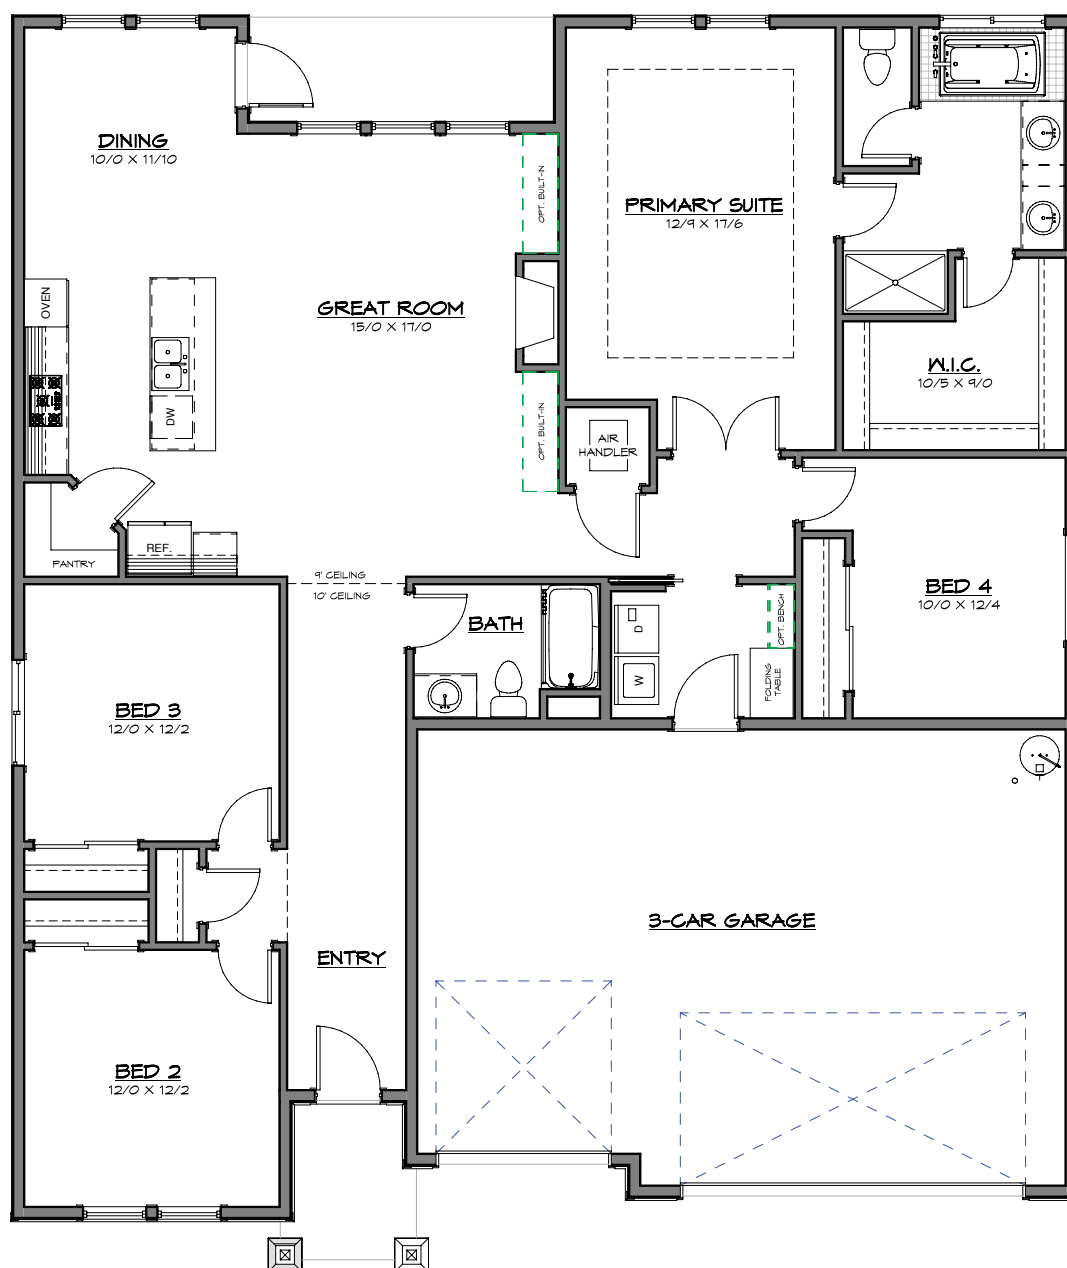 DINING
10/0 X 11/10
OPT. BUILT-IN
PRIMARY SUITE
12/9 X 17/6
OVEN
GREAT ROOM
15/0 X 17/0
W.I.C.
10/5 X 9/0
DW
OPT. BUILT-IN
AIR
HANDLER
REF.
PANTRY
9' CEILING
10' CEILING
BED 4
10/0 X 12/4
BATH
D
OPT. BENCH
W
FOLDING
TABLE
BED 3
12/0 X 12/2
3-CAR GARAGE
ENTRY
BED 2
12/0 X 12/2